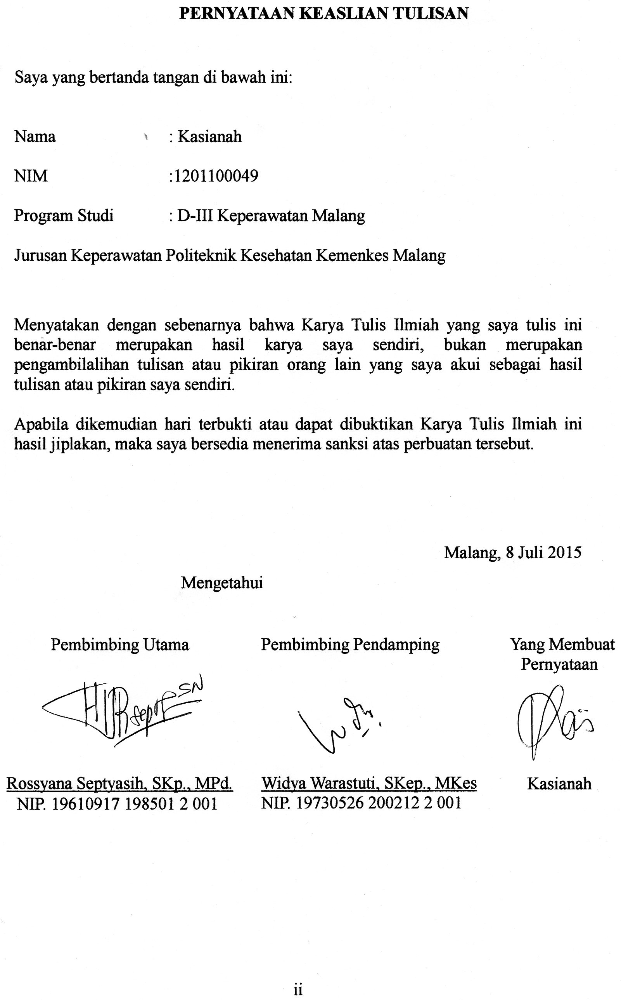 PERNYATAAN KEASLIAN TULISAN
Saya yang bertanda tangan di bawah ini:
Nama : Kasianah
NIM :1201100049
Program Studi : D-III Keperawatan Malang
Jurusan Keperawatan Politeknik Kesehatan Kemenkes Malang
Menyatakan dengan sebenarnya bahwa Karya Tulis Ilmiah yang saya tulis ini
benar-benar merupakan hasil karya saya sendiri, bukan merupakan
pengambilalihan tulisan atau pikiran orang lain yang saya akui sebagai hasil
tulisan atau pikiran saya sendiri.
Apabila dikemudian hari terbukti atau dapat dibuktikan Karya Tulis Ilmiah ini
hasil jiplakan, maka saya bersedia menerima sanksi atas perbuatan tersebut.
Malang, 8 Juli 2015
Mengetahui
Pembimbing Utama Pembimbing Pendamping Yang Membuat
Pernyataan
Rossyana Septyasih, SKp., MPd. Widya Warastuti, SKep., MKes Kasianah
NIP. 19610917 198501 2 001 NIP. 19730526 200212 2 001
ii